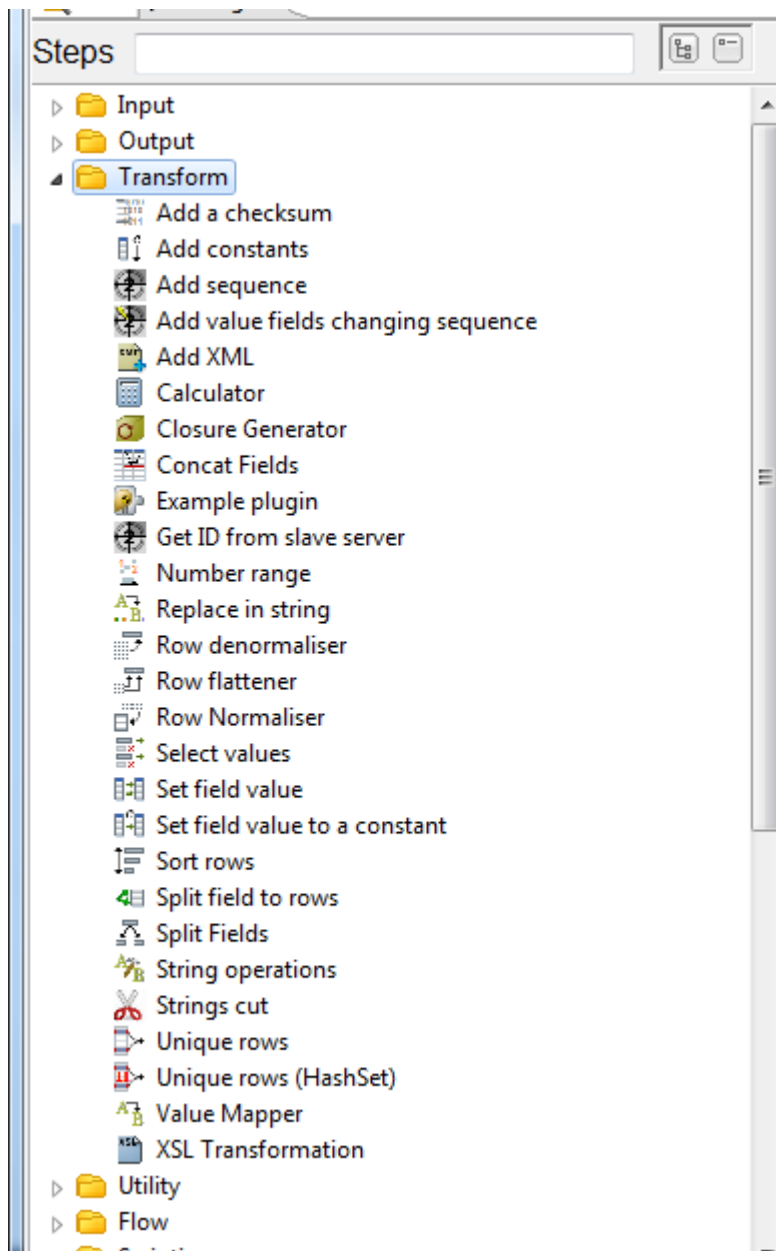 Steps
Input
Output
Transform
Add a checksum
Add constants
Add sequence
Add value fields changing sequence
Add XML
Calculator
Closure Generator
Concat Fields
Example plugin
Get ID from slave server
Number range
Replace in string
Row denormaliser
Row flattener
Row Normaliser
Select values
Set field value
Set field value to a constant
Sort rows
Split field to rows
Split Fields
String operations
Strings cut
Unique rows
Unique rows (HashSet)
Value Mapper
XSL Transformation
Utility
Flow